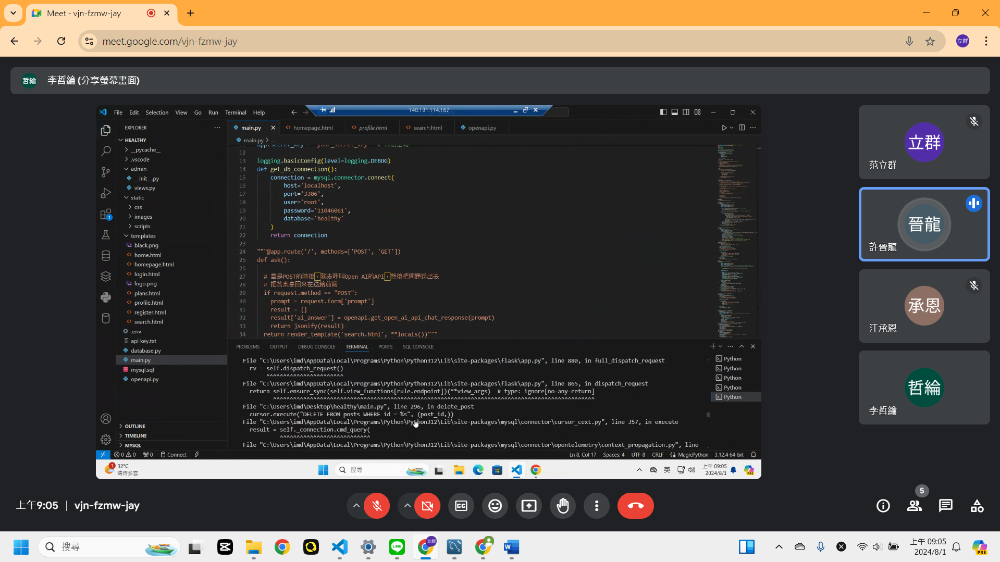 Meet - vjn-fzmw-jay
meet.google.com/vjn-fzmw-jay
立群
哲綸 李哲綸 (分享螢幕畫面)
File Edit Selection View Go Run Terminal Help
140.131.114.167
EXPLORER
main.py
homepage.html
profile.html
search.html
openapi.py
HEALTHY
__pycache__
.vscode
admin
__init__.py
views.py
static
css
images
scripts
templates
black.png
home.html
homepage.html
login.html
logo.png
plans.html
profile.html
register.html
search.html
.env
api key.txt
database.py
main.py
mysql.sql
openapi.py
OUTLINE
TIMELINE
MYSQL
main.py > ...
12
13 logging.basicConfig(level=logging.DEBUG)
14 def get_db_connection():
15 connection = mysql.connector.connect(
16 host='localhost',
17 port='3306',
18 user='root',
19 password='11046061',
20 database='healthy'
21 )
22 return connection
23
24 """@app.route('/', methods=['POST', 'GET'])
25 def ask():
26
27 # 當是POST的時後，就去呼叫Open AI的API，然後把問題送出去
28 # 把答案拿回來在送給前端
29 if request.method == "POST":
30 prompt = request.form['prompt']
31 result = {}
32 result['ai_answer'] = openapi.get_open_ai_api_chat_response(prompt)
33 return jsonify(result)
34 return render_template('search.html', **locals())"""
PROBLEMS OUTPUT DEBUG CONSOLE TERMINAL PORTS SQL CONSOLE
File "C:\Users\imd\AppData\Local\Programs\Python\Python312\Lib\site-packages\flask\app.py", line 880, in full_dispatch_request
rv = self.dispatch_request()
^^^^^^^^^^^^^^^^^^^^^^^
File "C:\Users\imd\AppData\Local\Programs\Python\Python312\Lib\site-packages\flask\app.py", line 865, in dispatch_request
return self.ensure_sync(self.view_functions[rule.endpoint])(**view_args) # type: ignore[no-any-return]
File "c:\Users\imd\Desktop\healthy\main.py", line 296, in delete_post
cursor.execute("DELETE FROM posts WHERE id = %s", (post_id,))
File "C:\Users\imd\AppData\Local\Programs\Python\Python312\Lib\site-packages\mysql\connector\cursor_cext.py", line 357, in execute
result = self._connection.cmd_query(
^^^^^^^^^^^^^^^^^^^^^^^^^^^
File "C:\Users\imd\AppData\Local\Programs\Python\Python312\Lib\site-packages\mysql\connector\opentelemetry\context_propagation.py", line
Python
Python
Python
Python
Python
0 0 0 Connect
Ln 8, Col 17 Spaces: 4 UTF-8 CRLF MagicPython 3.12.4 64-bit
1
32°C
晴時多雲
搜尋
英
上午 09:05
2024/8/1
立群
范立群
晉龍
許晉龍
承恩
江承恩
哲綸
李哲綸
上午9:05 | vjn-fzmw-jay
5
搜尋
上午 09:05
2024/8/1